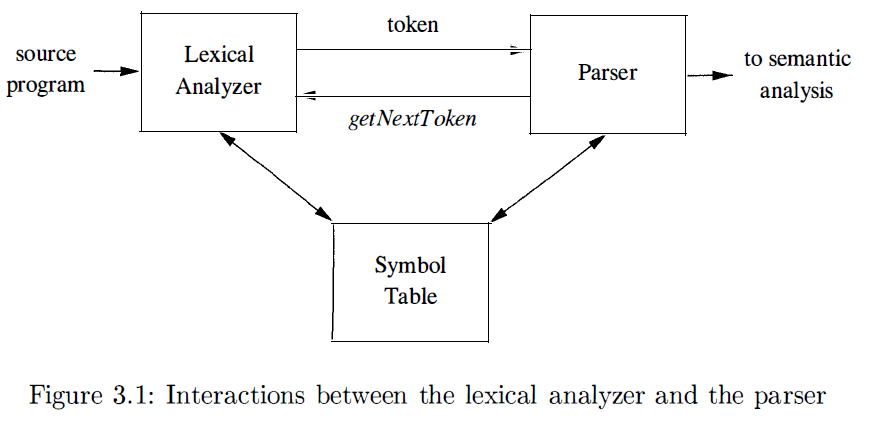 token
source
program
Lexical
Analyzer
Parser
to semantic
analysis
getNextToken
Symbol
Table
Figure 3.1: Interactions between the lexical analyzer and the parser